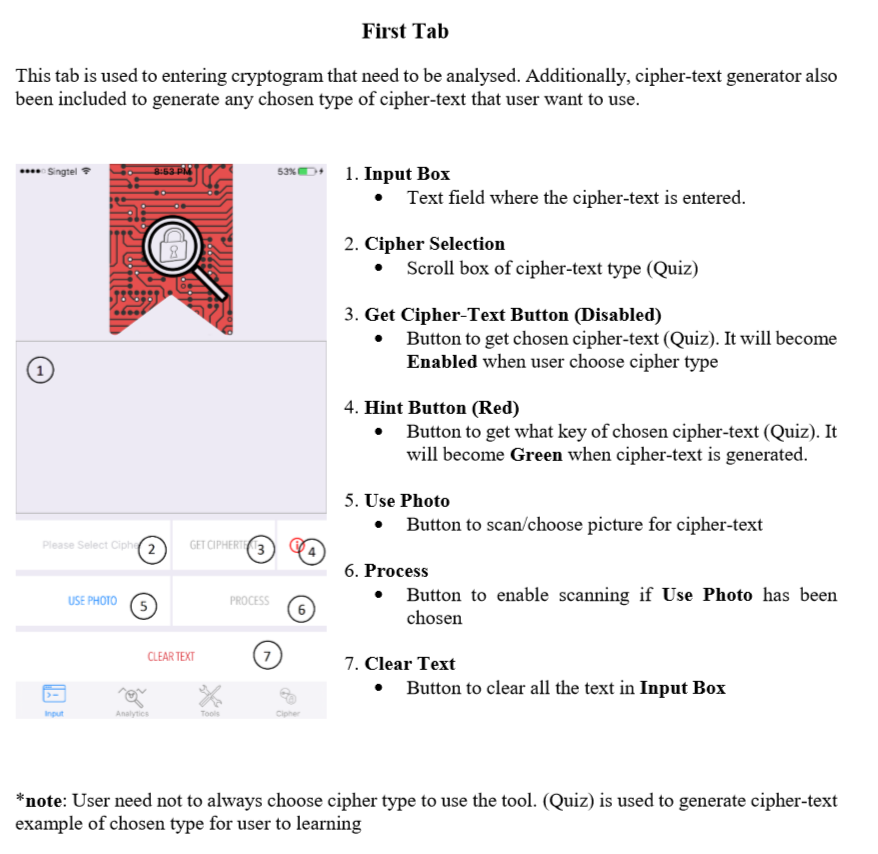 First Tab
This tab is used to entering cryptogram that need to be analysed. Additionally, cipher-text generator also
been included to generate any chosen type of cipher-text that user want to use.
Singtel 8:53 PM 53%
1
Please Select Ciphe 2 GET CIPHERTEXT 3 4
USE PHOTO 5 PROCESS 6
CLEAR TEXT 7
Input Analytics Tools Cipher
1. Input Box
• Text field where the cipher-text is entered.
2. Cipher Selection
• Scroll box of cipher-text type (Quiz)
3. Get Cipher-Text Button (Disabled)
• Button to get chosen cipher-text (Quiz). It will become
Enabled when user choose cipher type
4. Hint Button (Red)
• Button to get what key of chosen cipher-text (Quiz). It
will become Green when cipher-text is generated.
5. Use Photo
• Button to scan/choose picture for cipher-text
6. Process
• Button to enable scanning if Use Photo has been
chosen
7. Clear Text
• Button to clear all the text in Input Box
*note: User need not to always choose cipher type to use the tool. (Quiz) is used to generate cipher-text
example of chosen type for user to learning